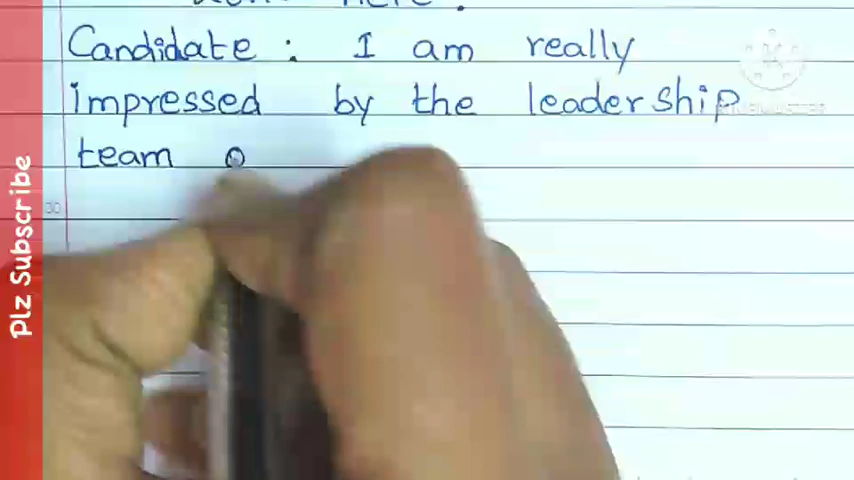 Candidate : I am really
impressed by the leadership
team o
Plz Subscribe